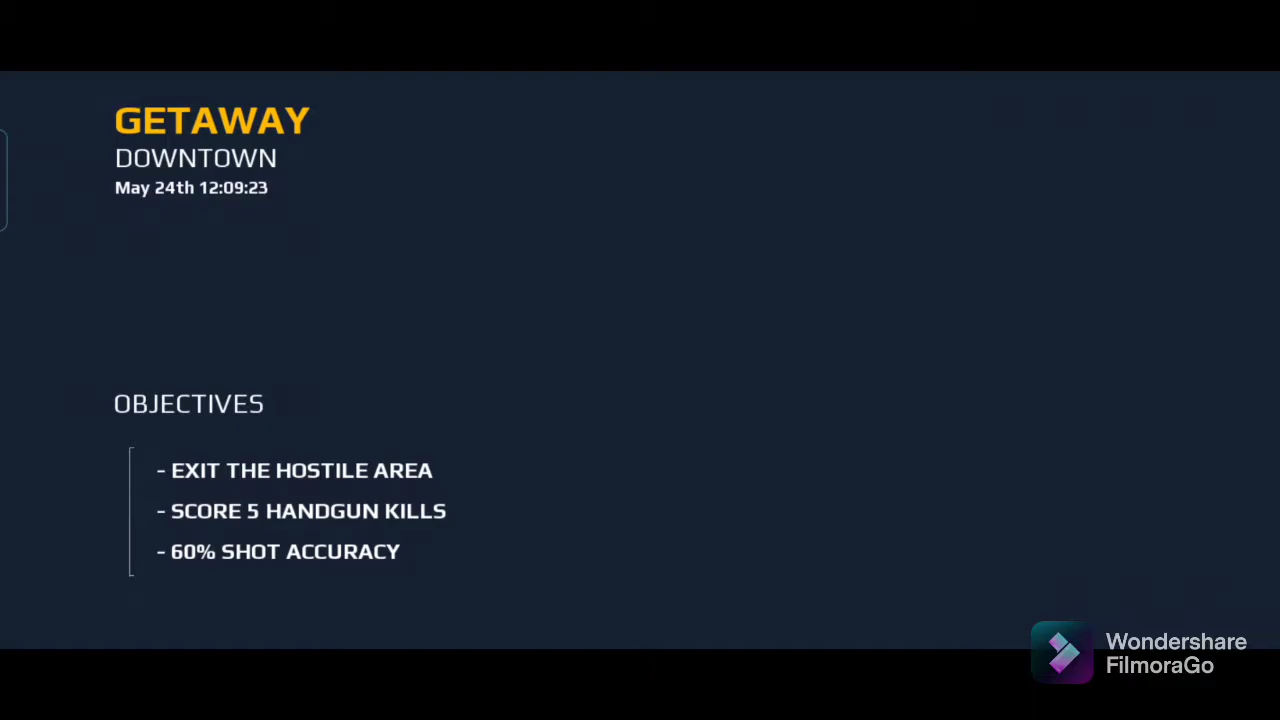 GETAWAY
DOWNTOWN
May 24th 12:09:23
OBJECTIVES
- EXIT THE HOSTILE AREA
- SCORE 5 HANDGUN KILLS
- 60% SHOT ACCURACY
Wondershare
FilmoraGo